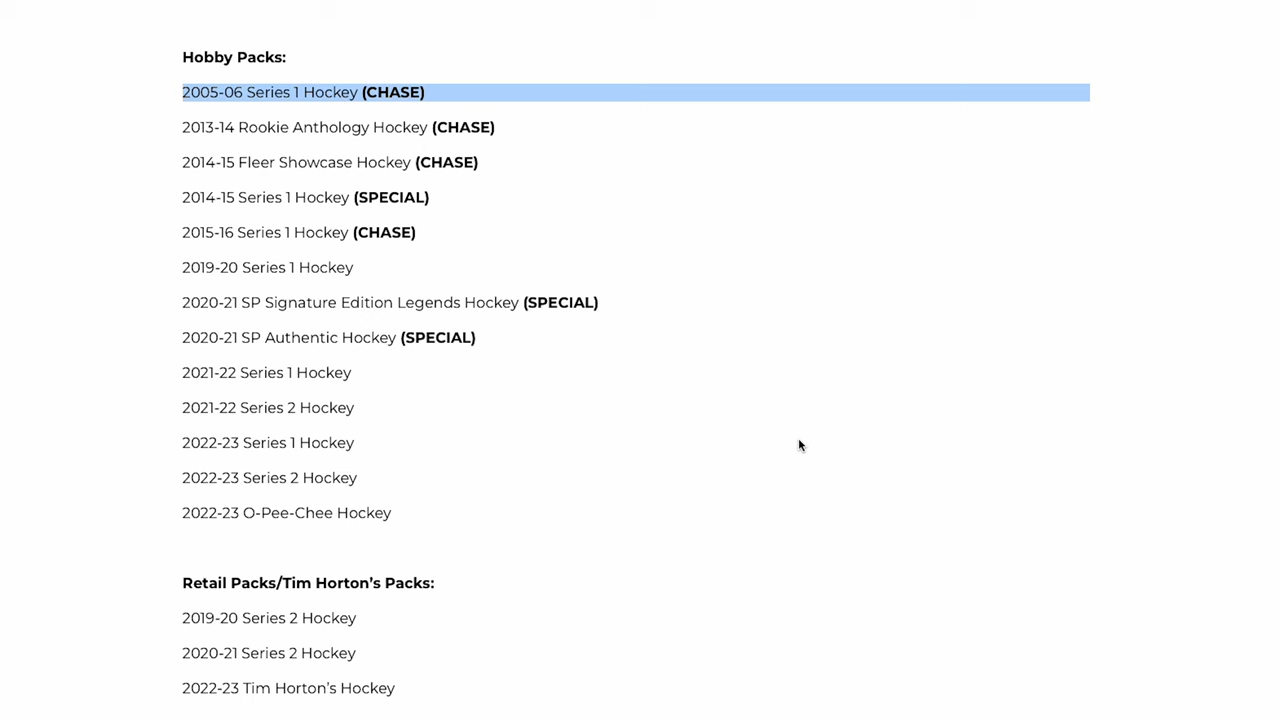 Hobby Packs:
2005-06 Series 1 Hockey (CHASE)
2013-14 Rookie Anthology Hockey (CHASE)
2014-15 Fleer Showcase Hockey (CHASE)
2014-15 Series 1 Hockey (SPECIAL)
2015-16 Series 1 Hockey (CHASE)
2019-20 Series 1 Hockey
2020-21 SP Signature Edition Legends Hockey (SPECIAL)
2020-21 SP Authentic Hockey (SPECIAL)
2021-22 Series 1 Hockey
2021-22 Series 2 Hockey
2022-23 Series 1 Hockey
2022-23 Series 2 Hockey
2022-23 O-Pee-Chee Hockey
Retail Packs/Tim Horton’s Packs:
2019-20 Series 2 Hockey
2020-21 Series 2 Hockey
2022-23 Tim Horton’s Hockey